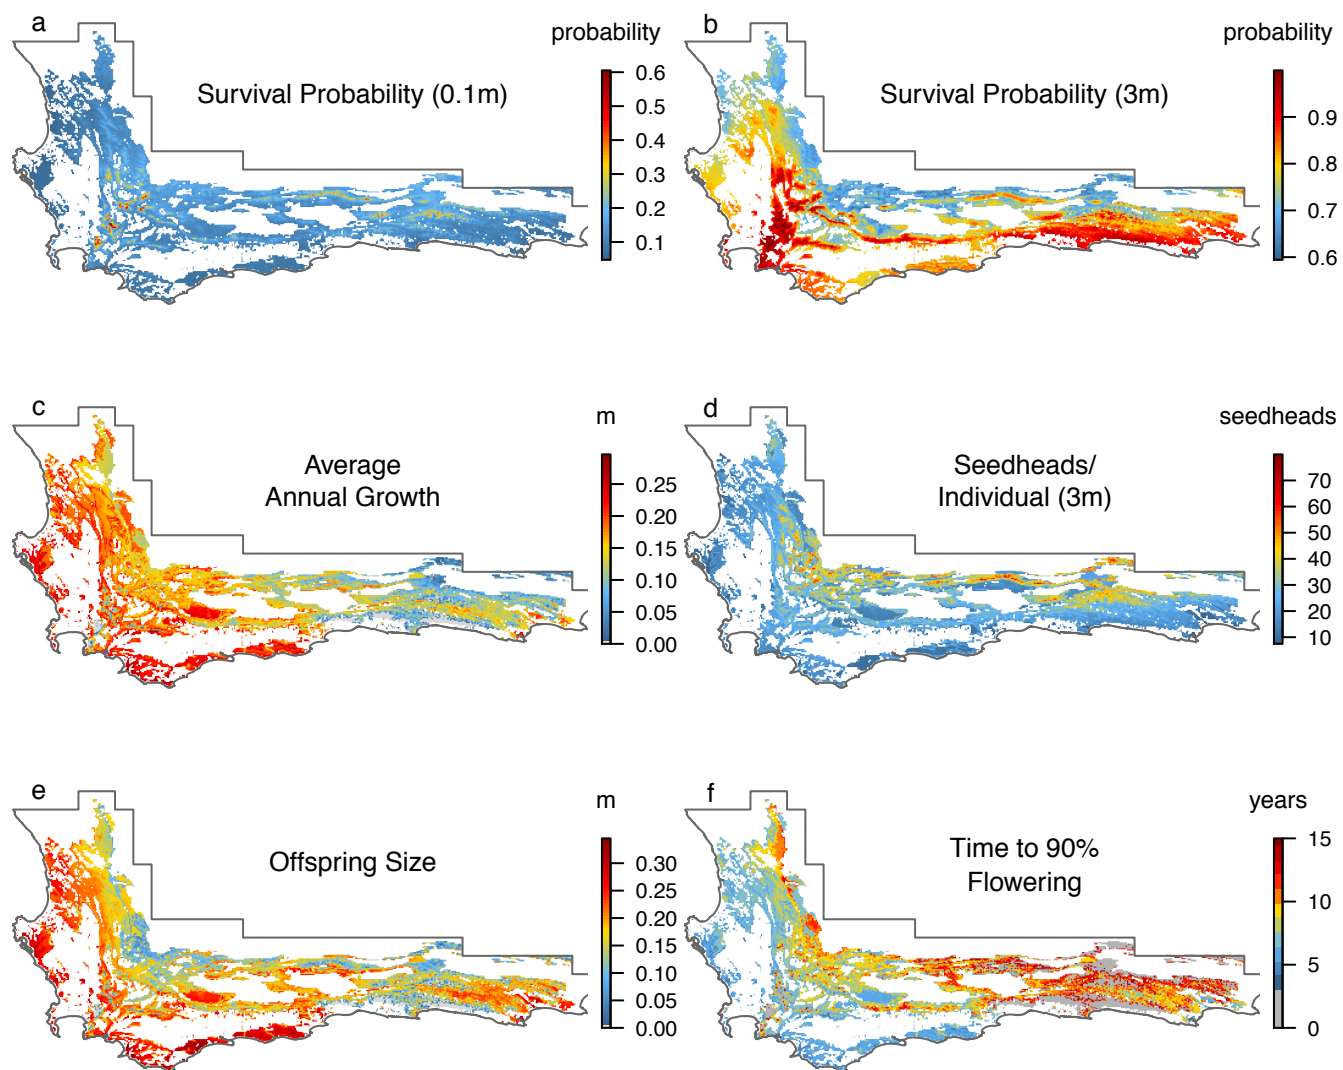 a
probability
Survival Probability (0.1m)
0.6
0.5
0.4
0.3
0.2
0.1
b
probability
Survival Probability (3m)
0.9
0.8
0.7
0.6
c
m
Average
Annual Growth
0.25
0.20
0.15
0.10
0.05
0.00
d
seedheads
Seedheads/
Individual (3m)
70
60
50
40
30
20
10
e
m
Offspring Size
0.30
0.25
0.20
0.15
0.10
0.05
0.00
f
years
Time to 90%
Flowering
15
10
5
0